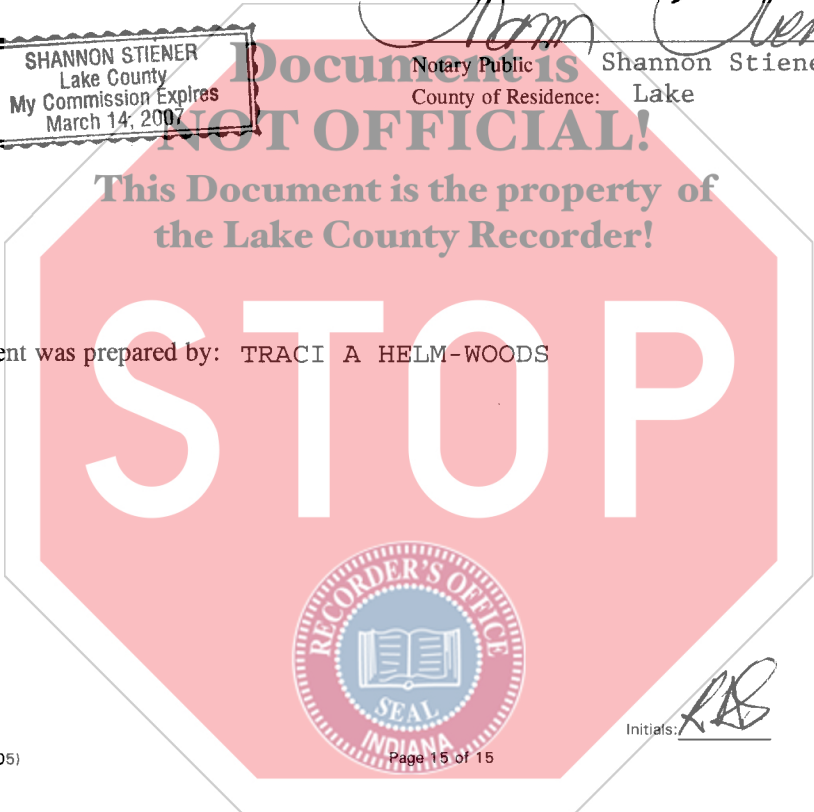 SHANNON STIENER
Lake County
My Commission Expires
March 14, 2007
Notary Public Shannon Stiene
County of Residence: Lake
Document is
NOT OFFICIAL!
This Document is the property of
the Lake County Recorder!
ent was prepared by: TRACI A HELM-WOODS
STOP
RECORDER'S OFFICE
SEAL
INDIANA
Initials: RAS
05)
Page 15 of 15